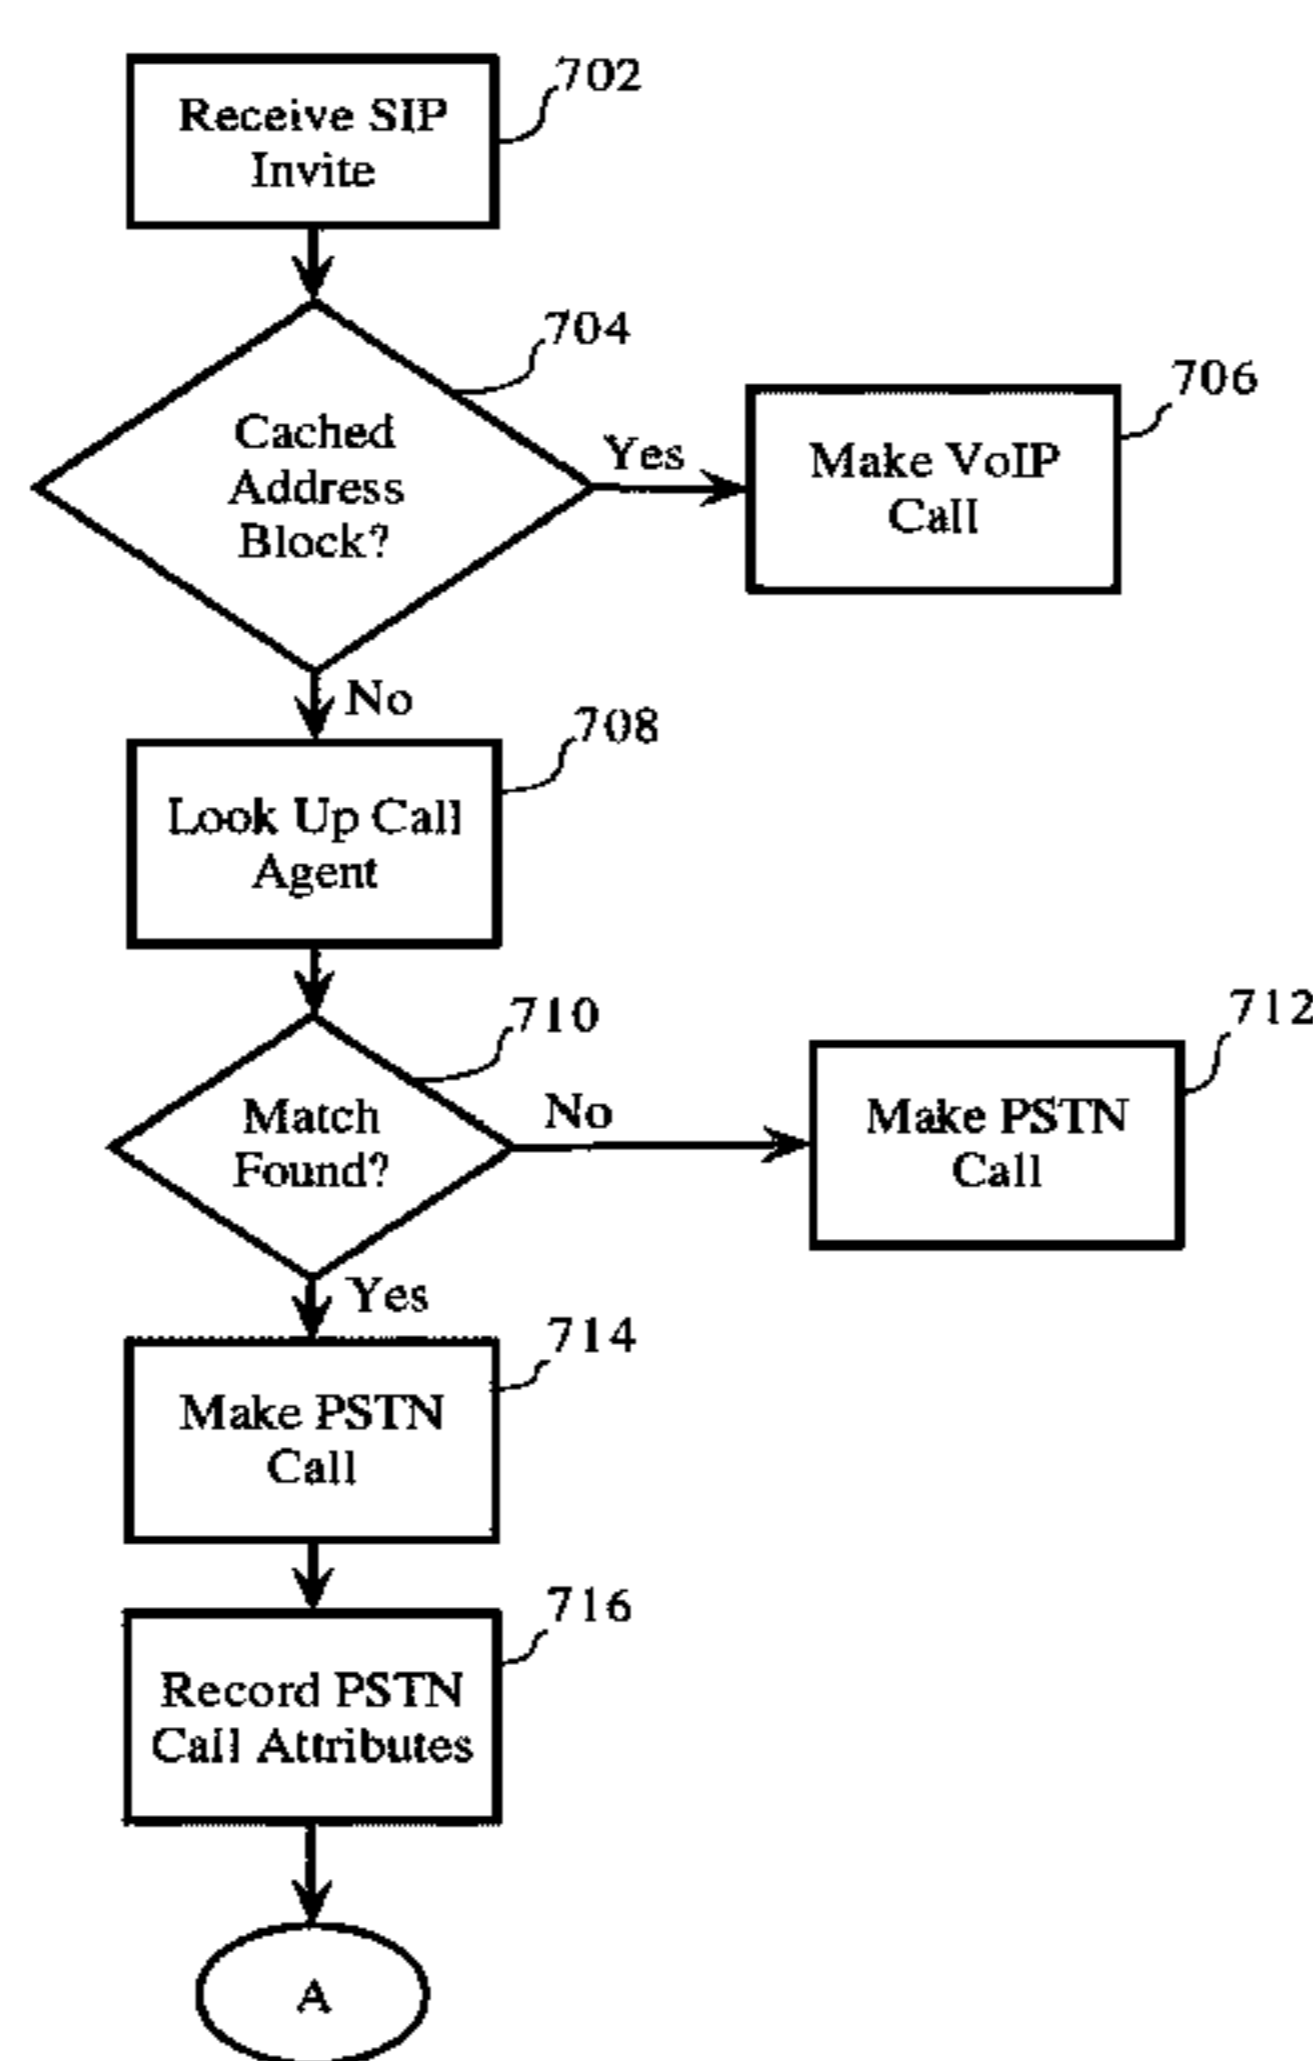 702
Receive SIP
Invite
704
Cached
Address
Block?
Yes
706
Make VoIP
Call
No
708
Look Up Call
Agent
710
Match
Found?
No
712
Make PSTN
Call
Yes
714
Make PSTN
Call
716
Record PSTN
Call Attributes
A